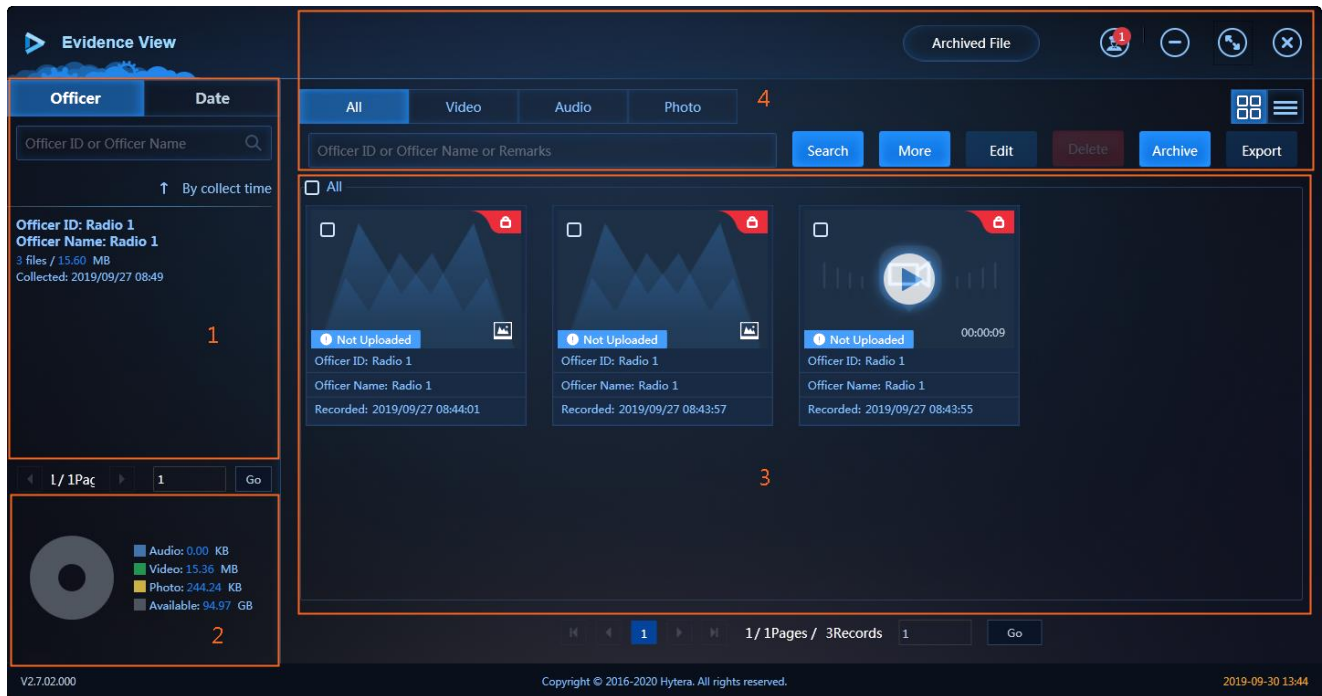 Evidence View
Archived File
1
Officer Date
Officer ID or Officer Name
By collect time
Officer ID: Radio 1
Officer Name: Radio 1
3 files / 15.60 MB
Collected: 2019/09/27 08:49
1
1/1Pag 1 Go
Audio: 0.00 KB
Video: 15.36 MB
Photo: 244.24 KB
Available: 94.97 GB
2
All Video Audio Photo 4
Officer ID or Officer Name or Remarks Search More Edit Delete Archive Export
All
Not Uploaded
Officer ID: Radio 1
Officer Name: Radio 1
Recorded: 2019/09/27 08:44:01
Not Uploaded
Officer ID: Radio 1
Officer Name: Radio 1
Recorded: 2019/09/27 08:43:57
Not Uploaded 00:00:09
Officer ID: Radio 1
Officer Name: Radio 1
Recorded: 2019/09/27 08:43:55
3
1 1/1Pages / 3Records 1 Go
V2.7.02.000 Copyright © 2016-2020 Hytera. All rights reserved. 2019-09-30 13:44